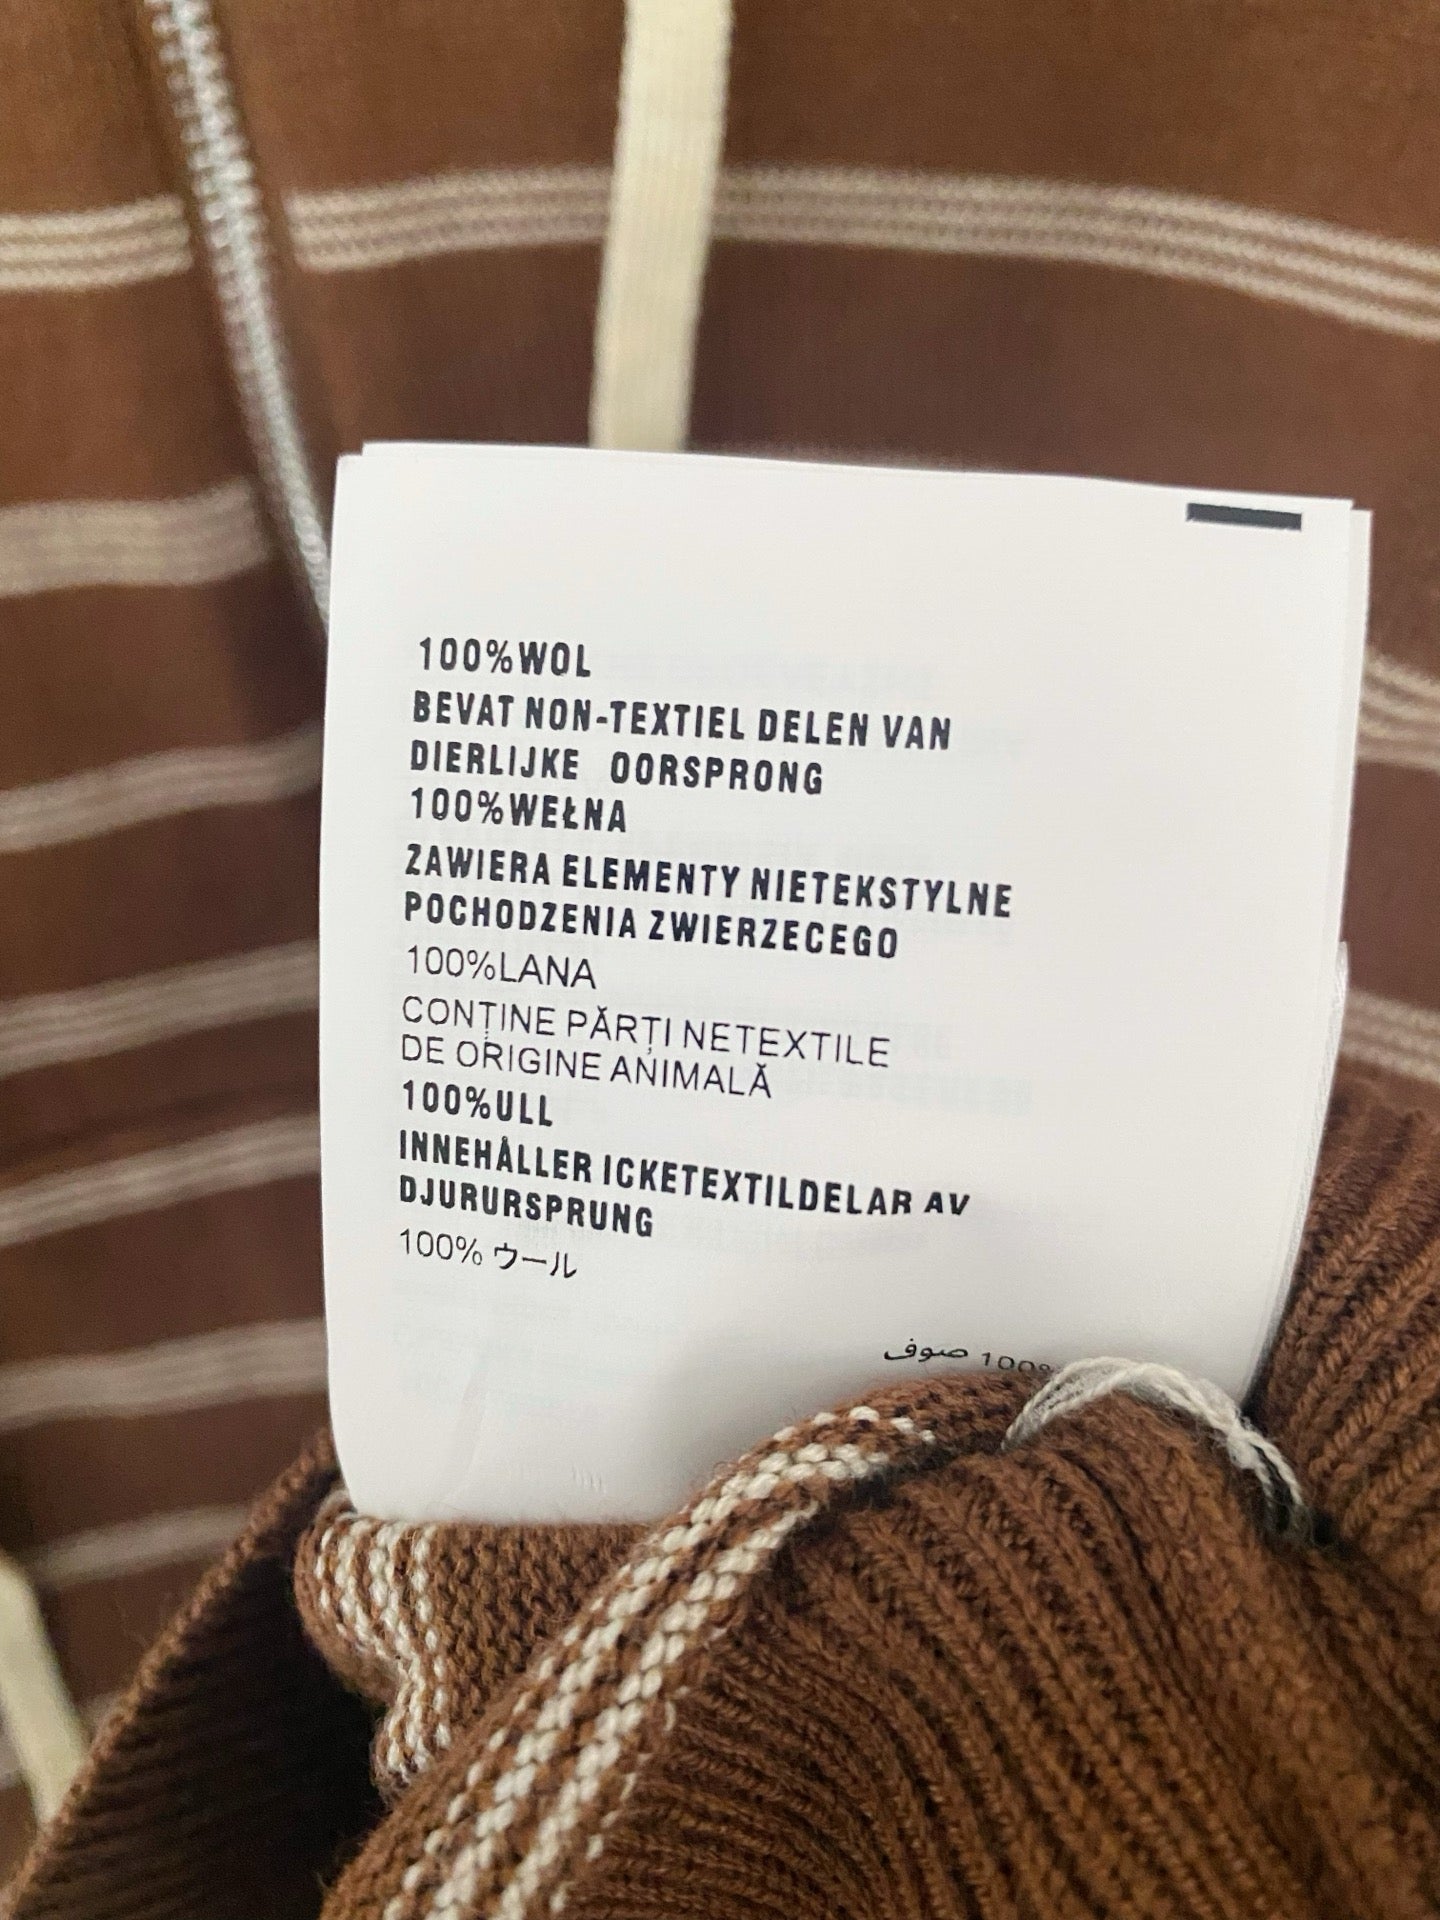 100%WOL
BEVAT NON-TEXTIEL DELEN VAN
DIERLIJKE OORSPRONG
100%WEŁNA
ZAWIERA ELEMENTY NIETEKSTYLNE
POCHODZENIA ZWIERZECEGO
100%LANA
CONȚINE PĂRȚI NETEXTILE
DE ORIGINE ANIMALĂ
100%ULL
INNEHÅLLER ICKETEXTILDELAR AV
DJURURSPRUNG
100% ウール
100% صوف